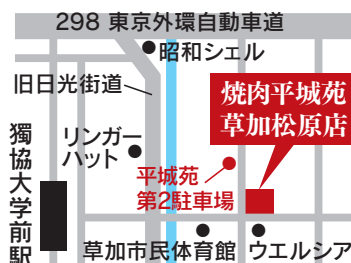 298 東京外環自動車道
昭和シェル
旧日光街道
焼肉平城苑
草加松原店
リンガー
ハット
獨協大学前駅
平城苑
第2駐車場
草加市民体育館
ウエルシア